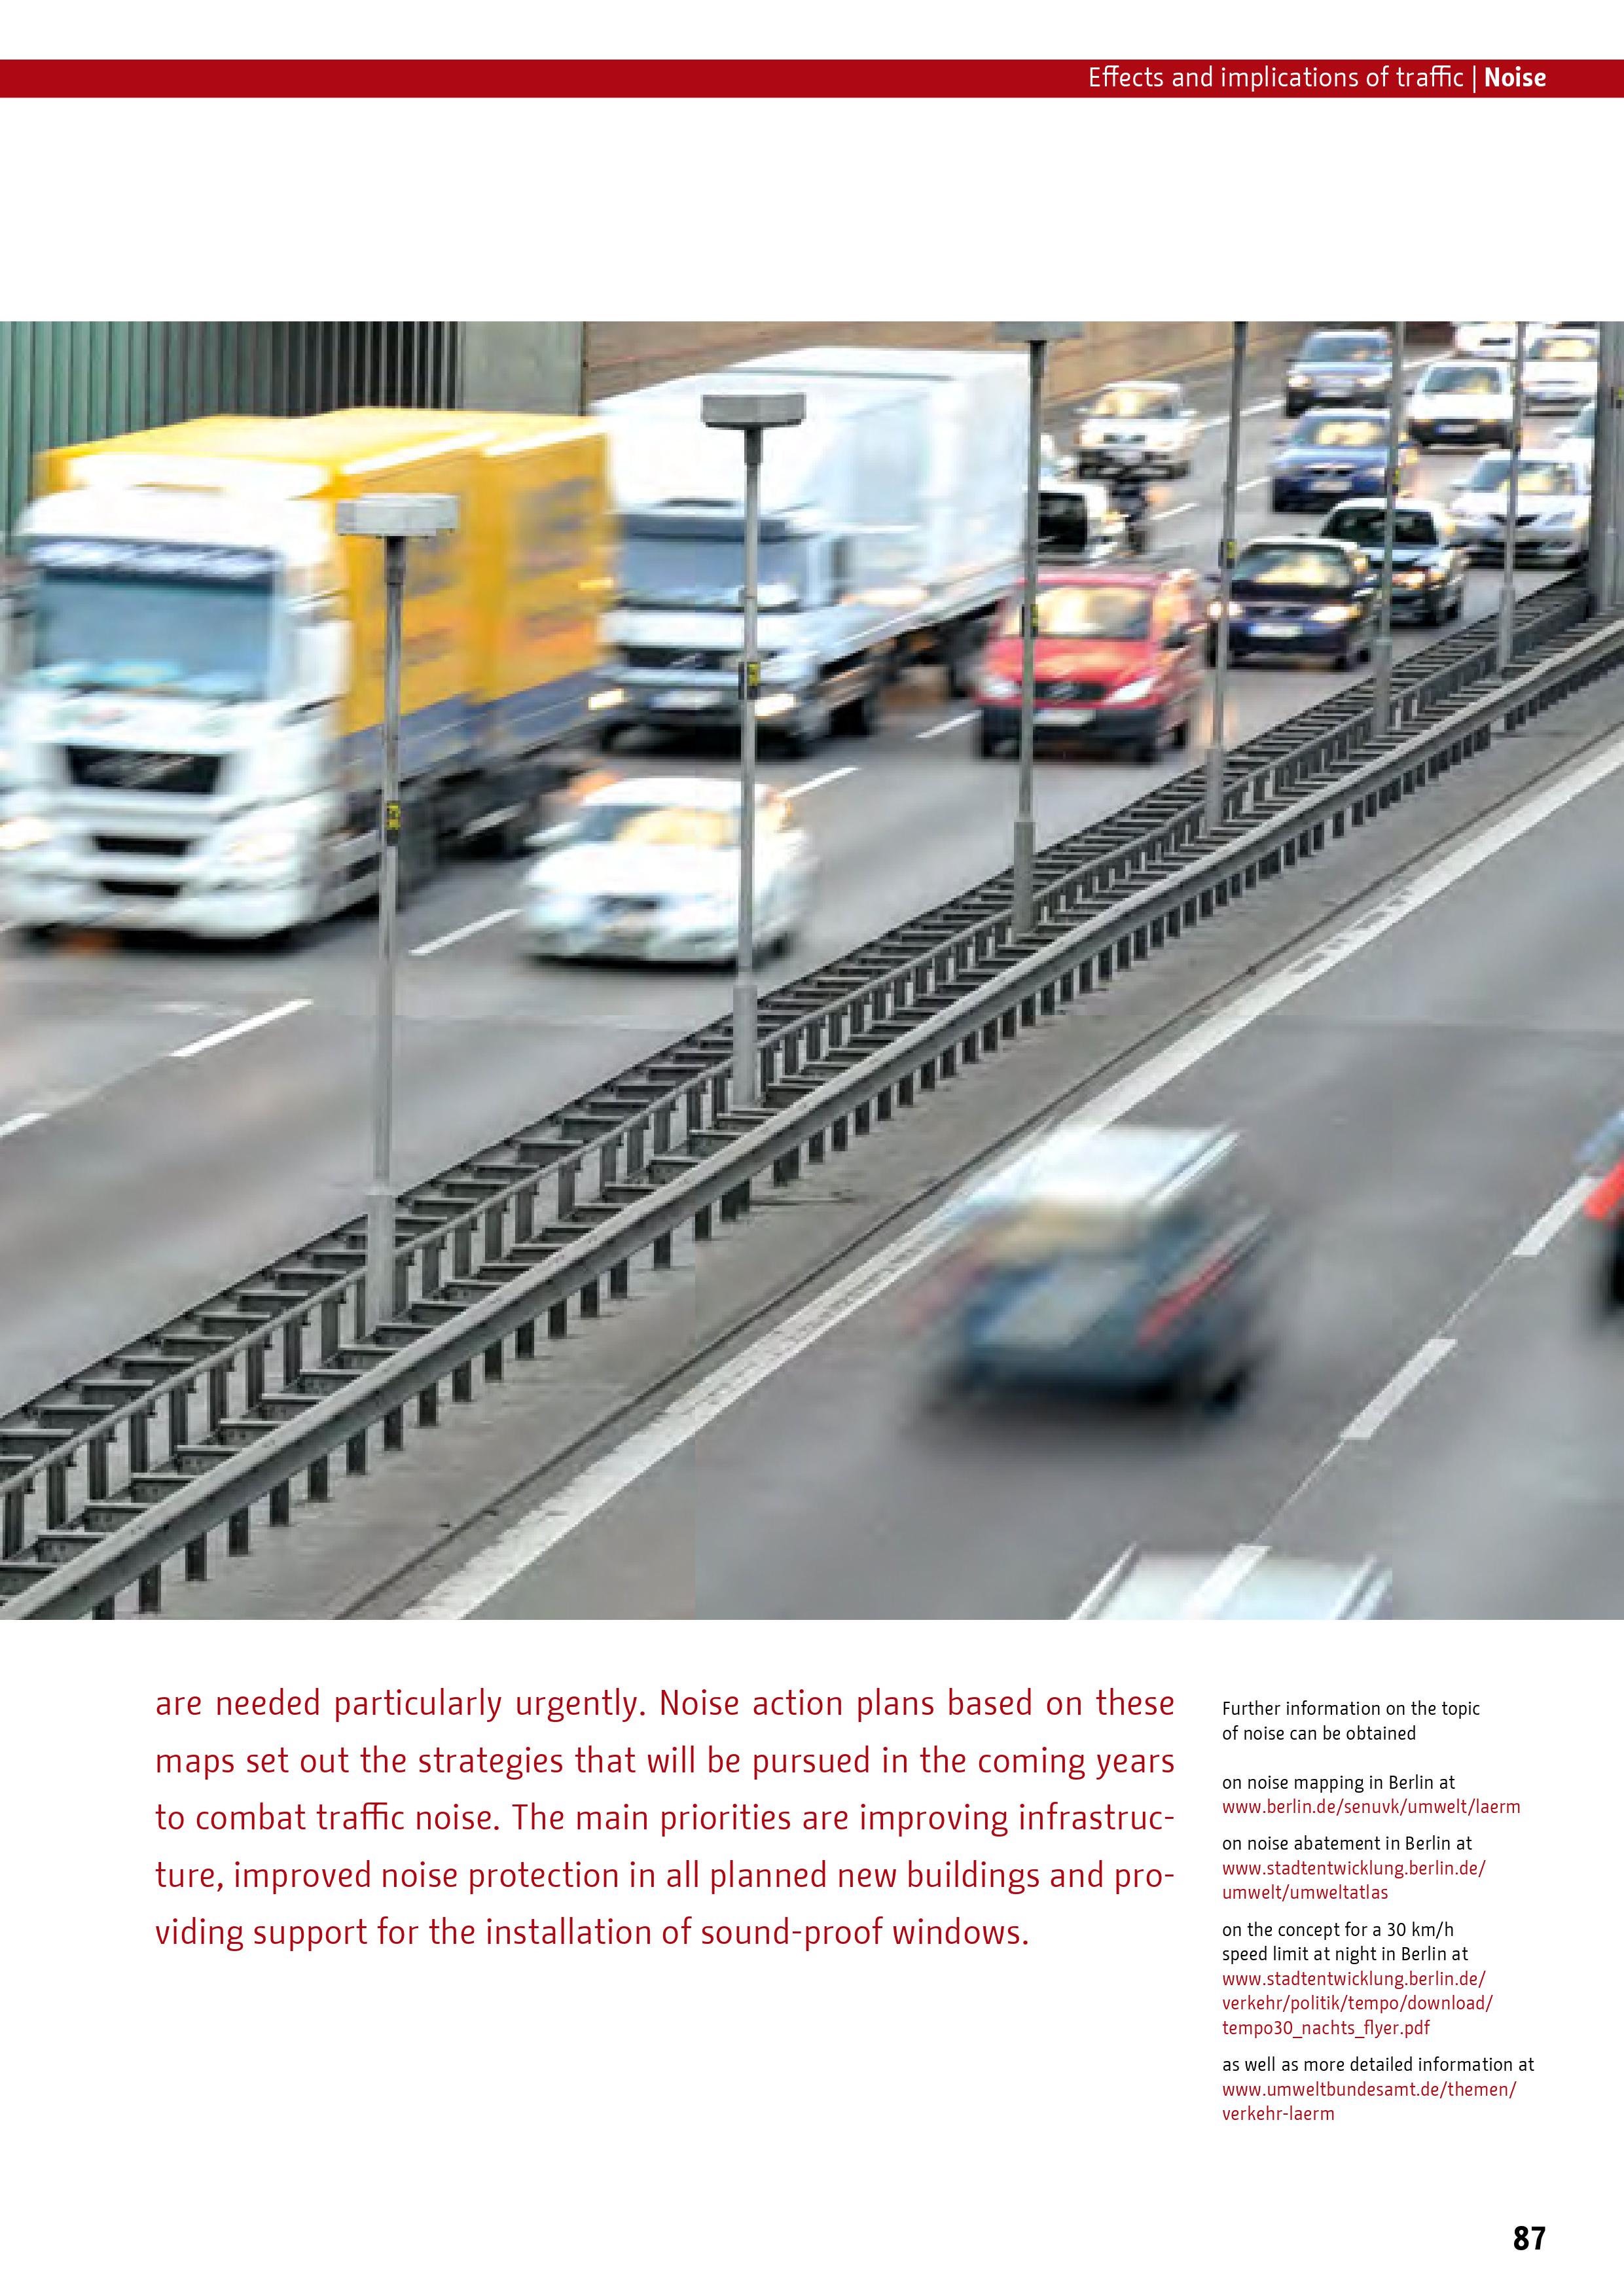 Effects and implications of traffic | Noise
are needed particularly urgently. Noise action plans based on these
maps set out the strategies that will be pursued in the coming years
to combat traffic noise. The main priorities are improving infrastruc-
ture, improved noise protection in all planned new buildings and pro-
viding support for the installation of sound-proof windows.
Further information on the topic
of noise can be obtained
on noise mapping in Berlin at
www.berlin.de/senuvk/umwelt/laerm
on noise abatement in Berlin at
www.stadtentwicklung.berlin.de/
umwelt/umweltatlas
on the concept for a 30 km/h
speed limit at night in Berlin at
www.stadtentwicklung.berlin.de/
verkehr/politik/tempo/download/
tempo30_nachts_flyer.pdf
as well as more detailed information at
www.umweltbundesamt.de/themen/
verkehr-laerm
87